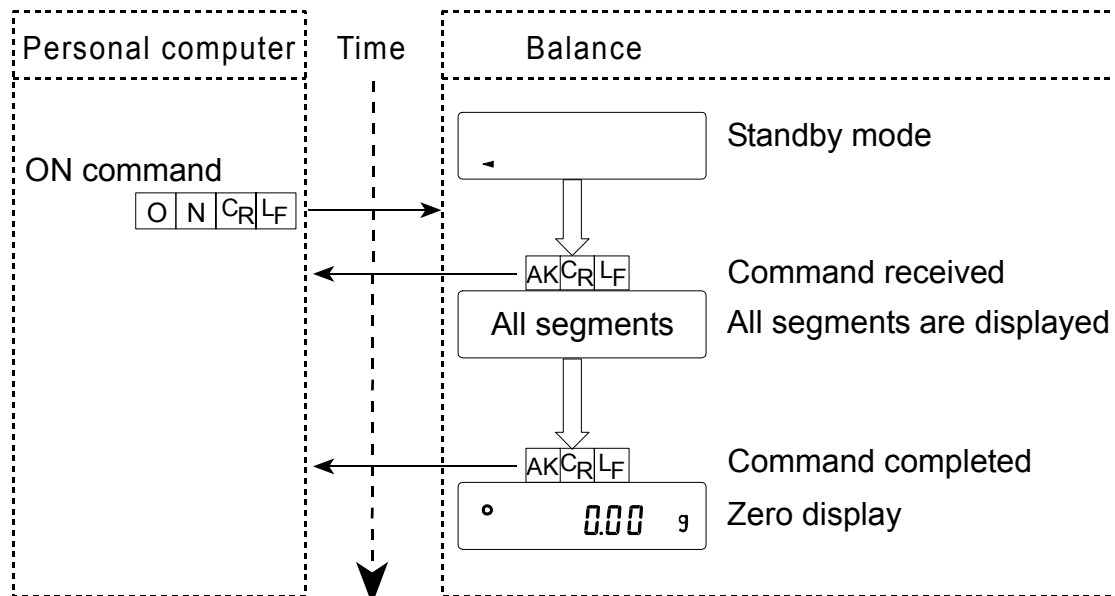 Personal computer Time Balance
Standby mode
ON command
O N CR LF
AK CR LF Command received
All segments All segments are displayed
AK CR LF Command completed
0.00 g Zero display